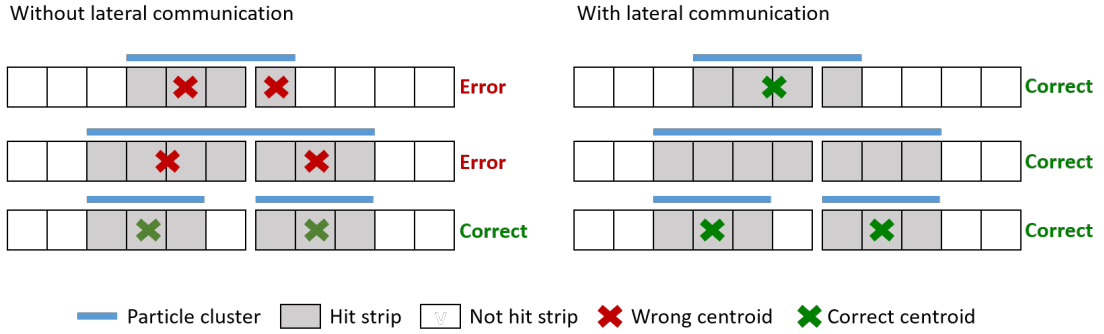 Without lateral communication
With lateral communication
Error
Correct
Error
Correct
Correct
Correct
Particle cluster
Hit strip
V
Not hit strip
Wrong centroid
Correct centroid